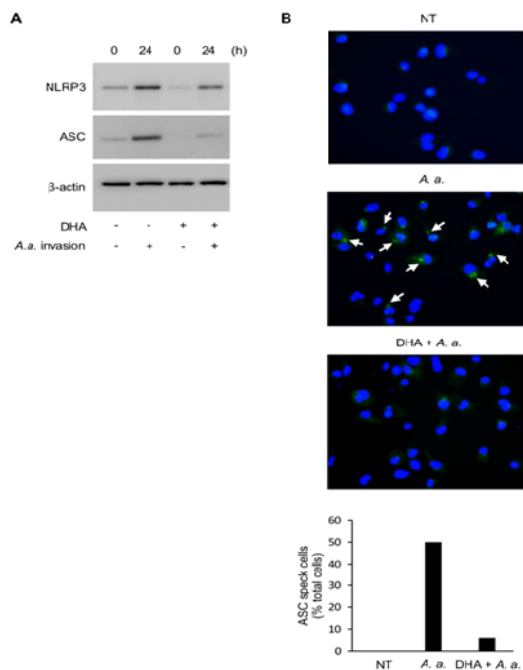 A
0 24 0 24 (h)
NLRP3
ASC
β-actin
DHA - - + +
A.a. invasion - + - +
B
NT
A. a.
DHA + A. a.
ASC speck cells
(% total cells)
60
50
40
30
20
10
0
NT A. a. DHA + A. a.